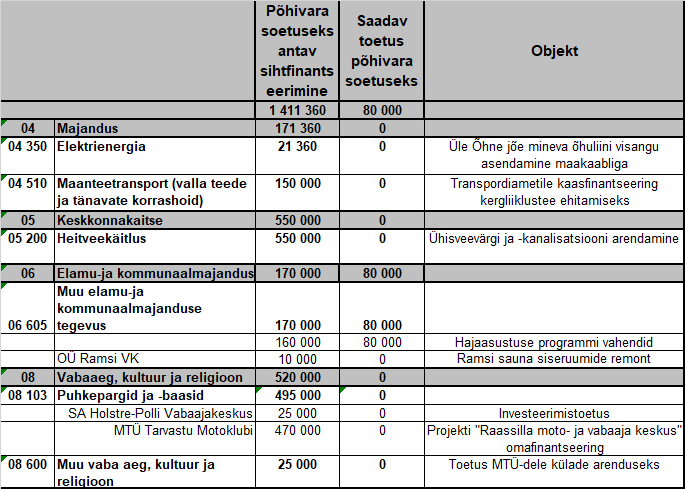 Põhivara
soetuseks
antav
sihtfinants
eerimine
Saadav
toetus
põhivara
soetuseks
Objekt
1 411 360 80 000
04 Majandus 171 360 0
04 350 Elektrienergia 21 360 0 Üle Õhne jõe mineva õhuliini visangu
asendamine maakaabliga
04 510 Maanteetransport (valla teede
ja tänavate korrashoid) 150 000 0 Transpordiametile kaasfinantseering
kergliiklustee ehitamiseks
05 Keskkonnakaitse 550 000 0
05 200 Heitveekäitlus 550 000 0 Ühisveevärgi ja -kanalisatsiooni arendamine
06 Elamu-ja kommunaalmajandus 170 000 80 000
Muu elamu-ja
kommunaalmajanduse
06 605 tegevus 170 000 80 000
160 000 80 000 Hajaasustuse programmi vahendid
OÜ Ramsi VK 10 000 0 Ramsi sauna siseruumide remont
08 Vabaaeg, kultuur ja religioon 520 000 0
08 103 Puhkepargid ja -baasid 495 000 0
SA Holstre-Polli Vabaajakeskus 25 000 0 Investeerimistoetus
MTÜ Tarvastu Motoklubi 470 000 0 Projekti "Raassilla moto- ja vabaaja keskus"
omafinantseering
08 600 Muu vaba aeg, kultuur ja
religioon 25 000 0 Toetus MTÜ-dele külade arenduseks